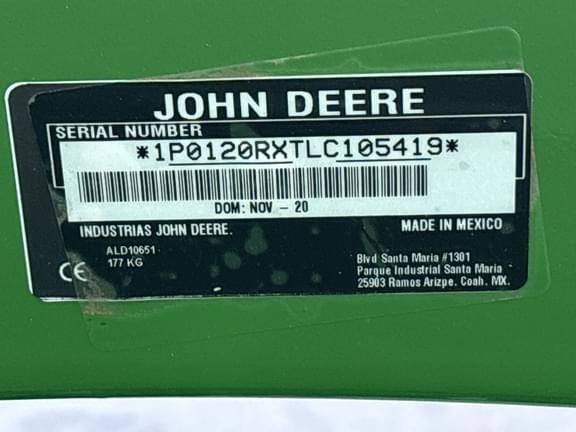 JOHN DEERE
SERIAL NUMBER
*1P0120RXTLC105419*
DOM: NOV - 20
INDUSTRIAS JOHN DEERE.
MADE IN MEXICO
ALD10651
177 KG
CE
Blvd Santa Maria #1301
Parque Industrial Santa Maria
25903 Ramos Arizpe. Coah. MX.